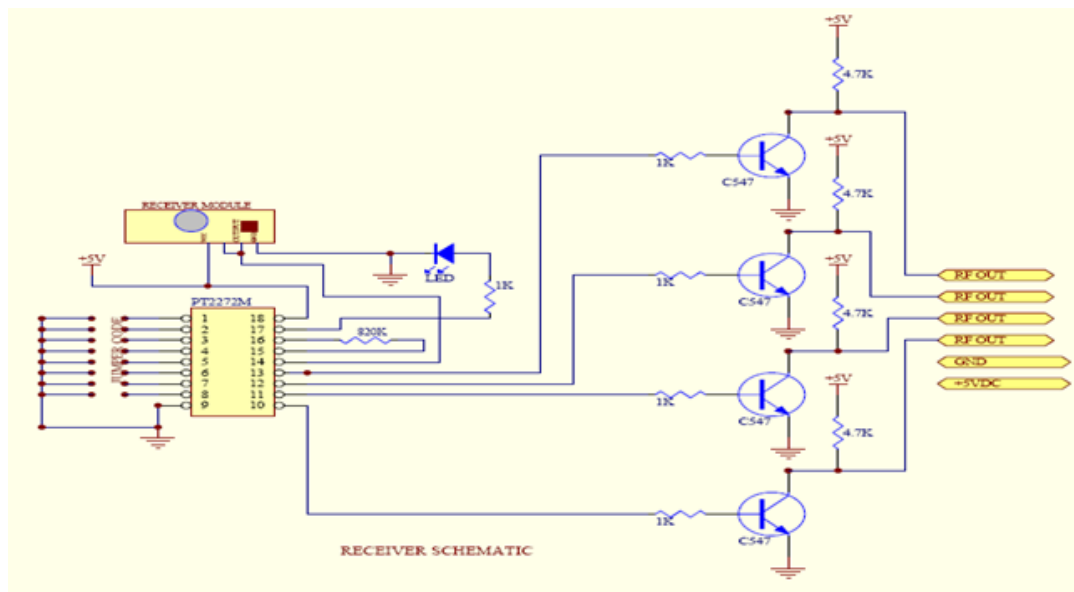 +5V
4.7K
+5V
1K
C547
4.7K
RECEIVER MODULE
+5V
+5V
LED
1K
C547
RF OUT
RF OUT
RF OUT
RF OUT
GND
+5VDC
1K
4.7K
PT2272M
JUMPER CODE
1 18
2 17
3 16
820K
4 15
5 14
6 13
7 12
8 11
9 10
+5V
1K
C547
4.7K
1K
C547
RECEIVER SCHEMATIC